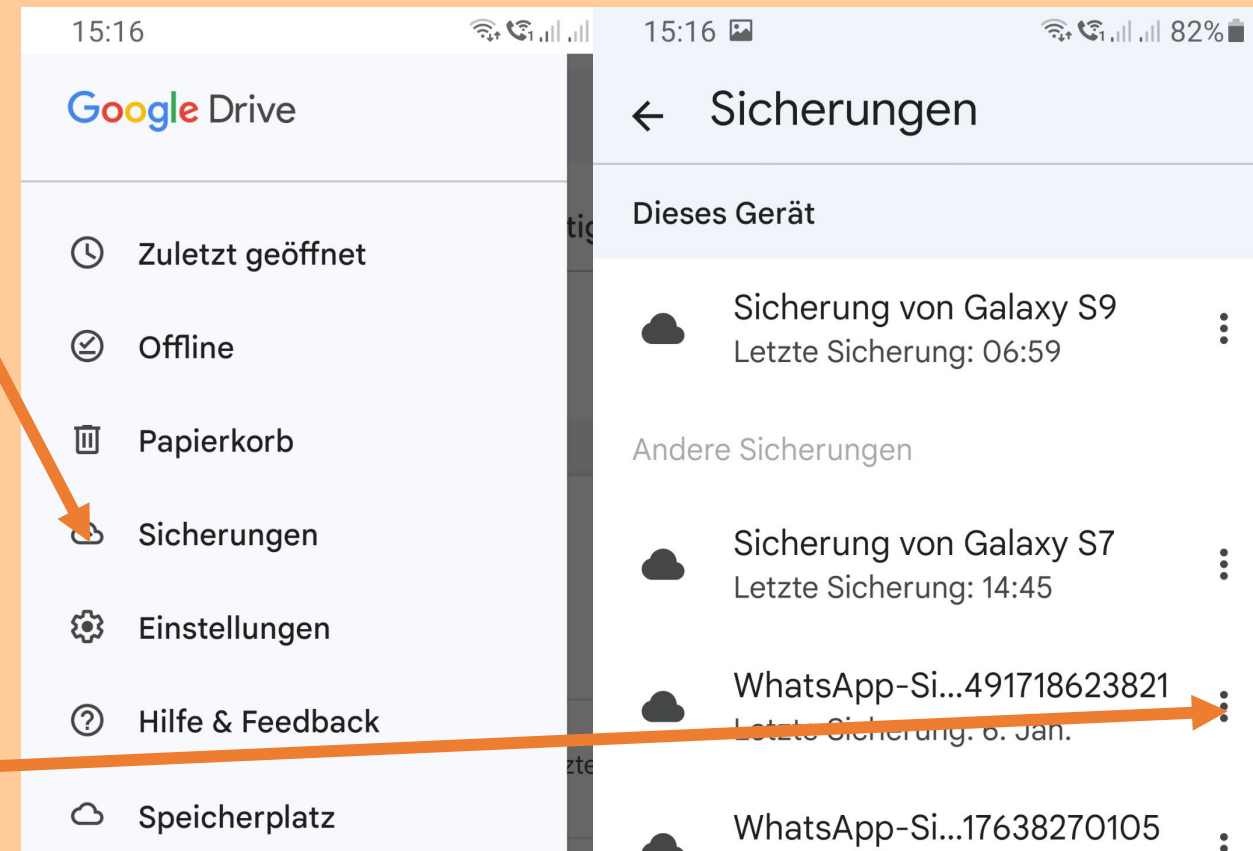 15:16
Google Drive
Zuletzt geöffnet
Offline
Papierkorb
Sicherungen
Einstellungen
Hilfe & Feedback
Speicherplatz
15:16
82%
Sicherungen
Dieses Gerät
Sicherung von Galaxy S9
Letzte Sicherung: 06:59
Andere Sicherungen
Sicherung von Galaxy S7
Letzte Sicherung: 14:45
WhatsApp-Si...491718623821
Letzte Sicherung: 6. Jan.
WhatsApp-Si...17638270105